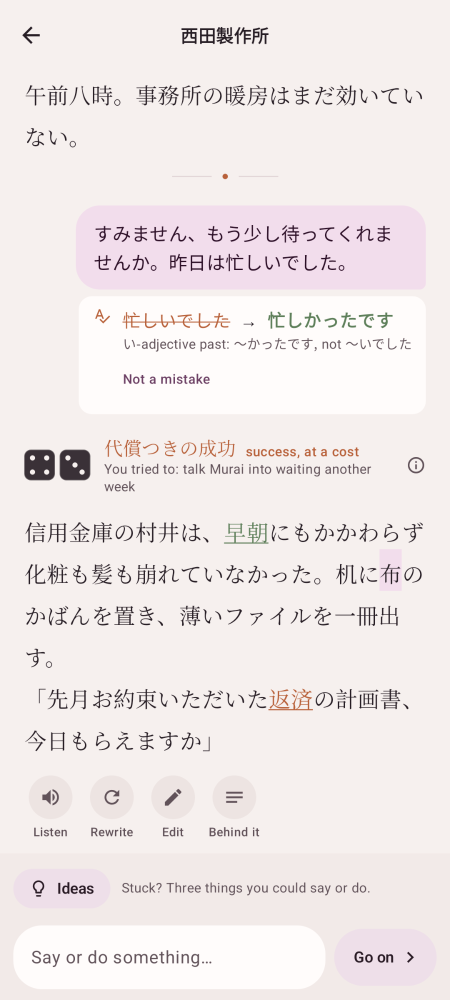 西田製作所
午前八時。事務所の暖房はまだ効いてい
ない。
すみません、もう少し待ってくれま
せんか。昨日は忙しいでした。
忙しいでした → 忙しかったです
い-adjective past: 〜かったです, not 〜いでした
Not a mistake
代償つきの成功 success, at a cost
You tried to: talk Murai into waiting another
week
信用金庫の村井は、早朝にもかかわらず
化粧も髪も崩れていなかった。机に布の
かばんを置き、薄いファイルを一冊出
す。
「先月お約束いただいた返済の計画書、
今日もらえますか」
Listen Rewrite Edit Behind it
Ideas Stuck? Three things you could say or do.
Say or do something… Go on